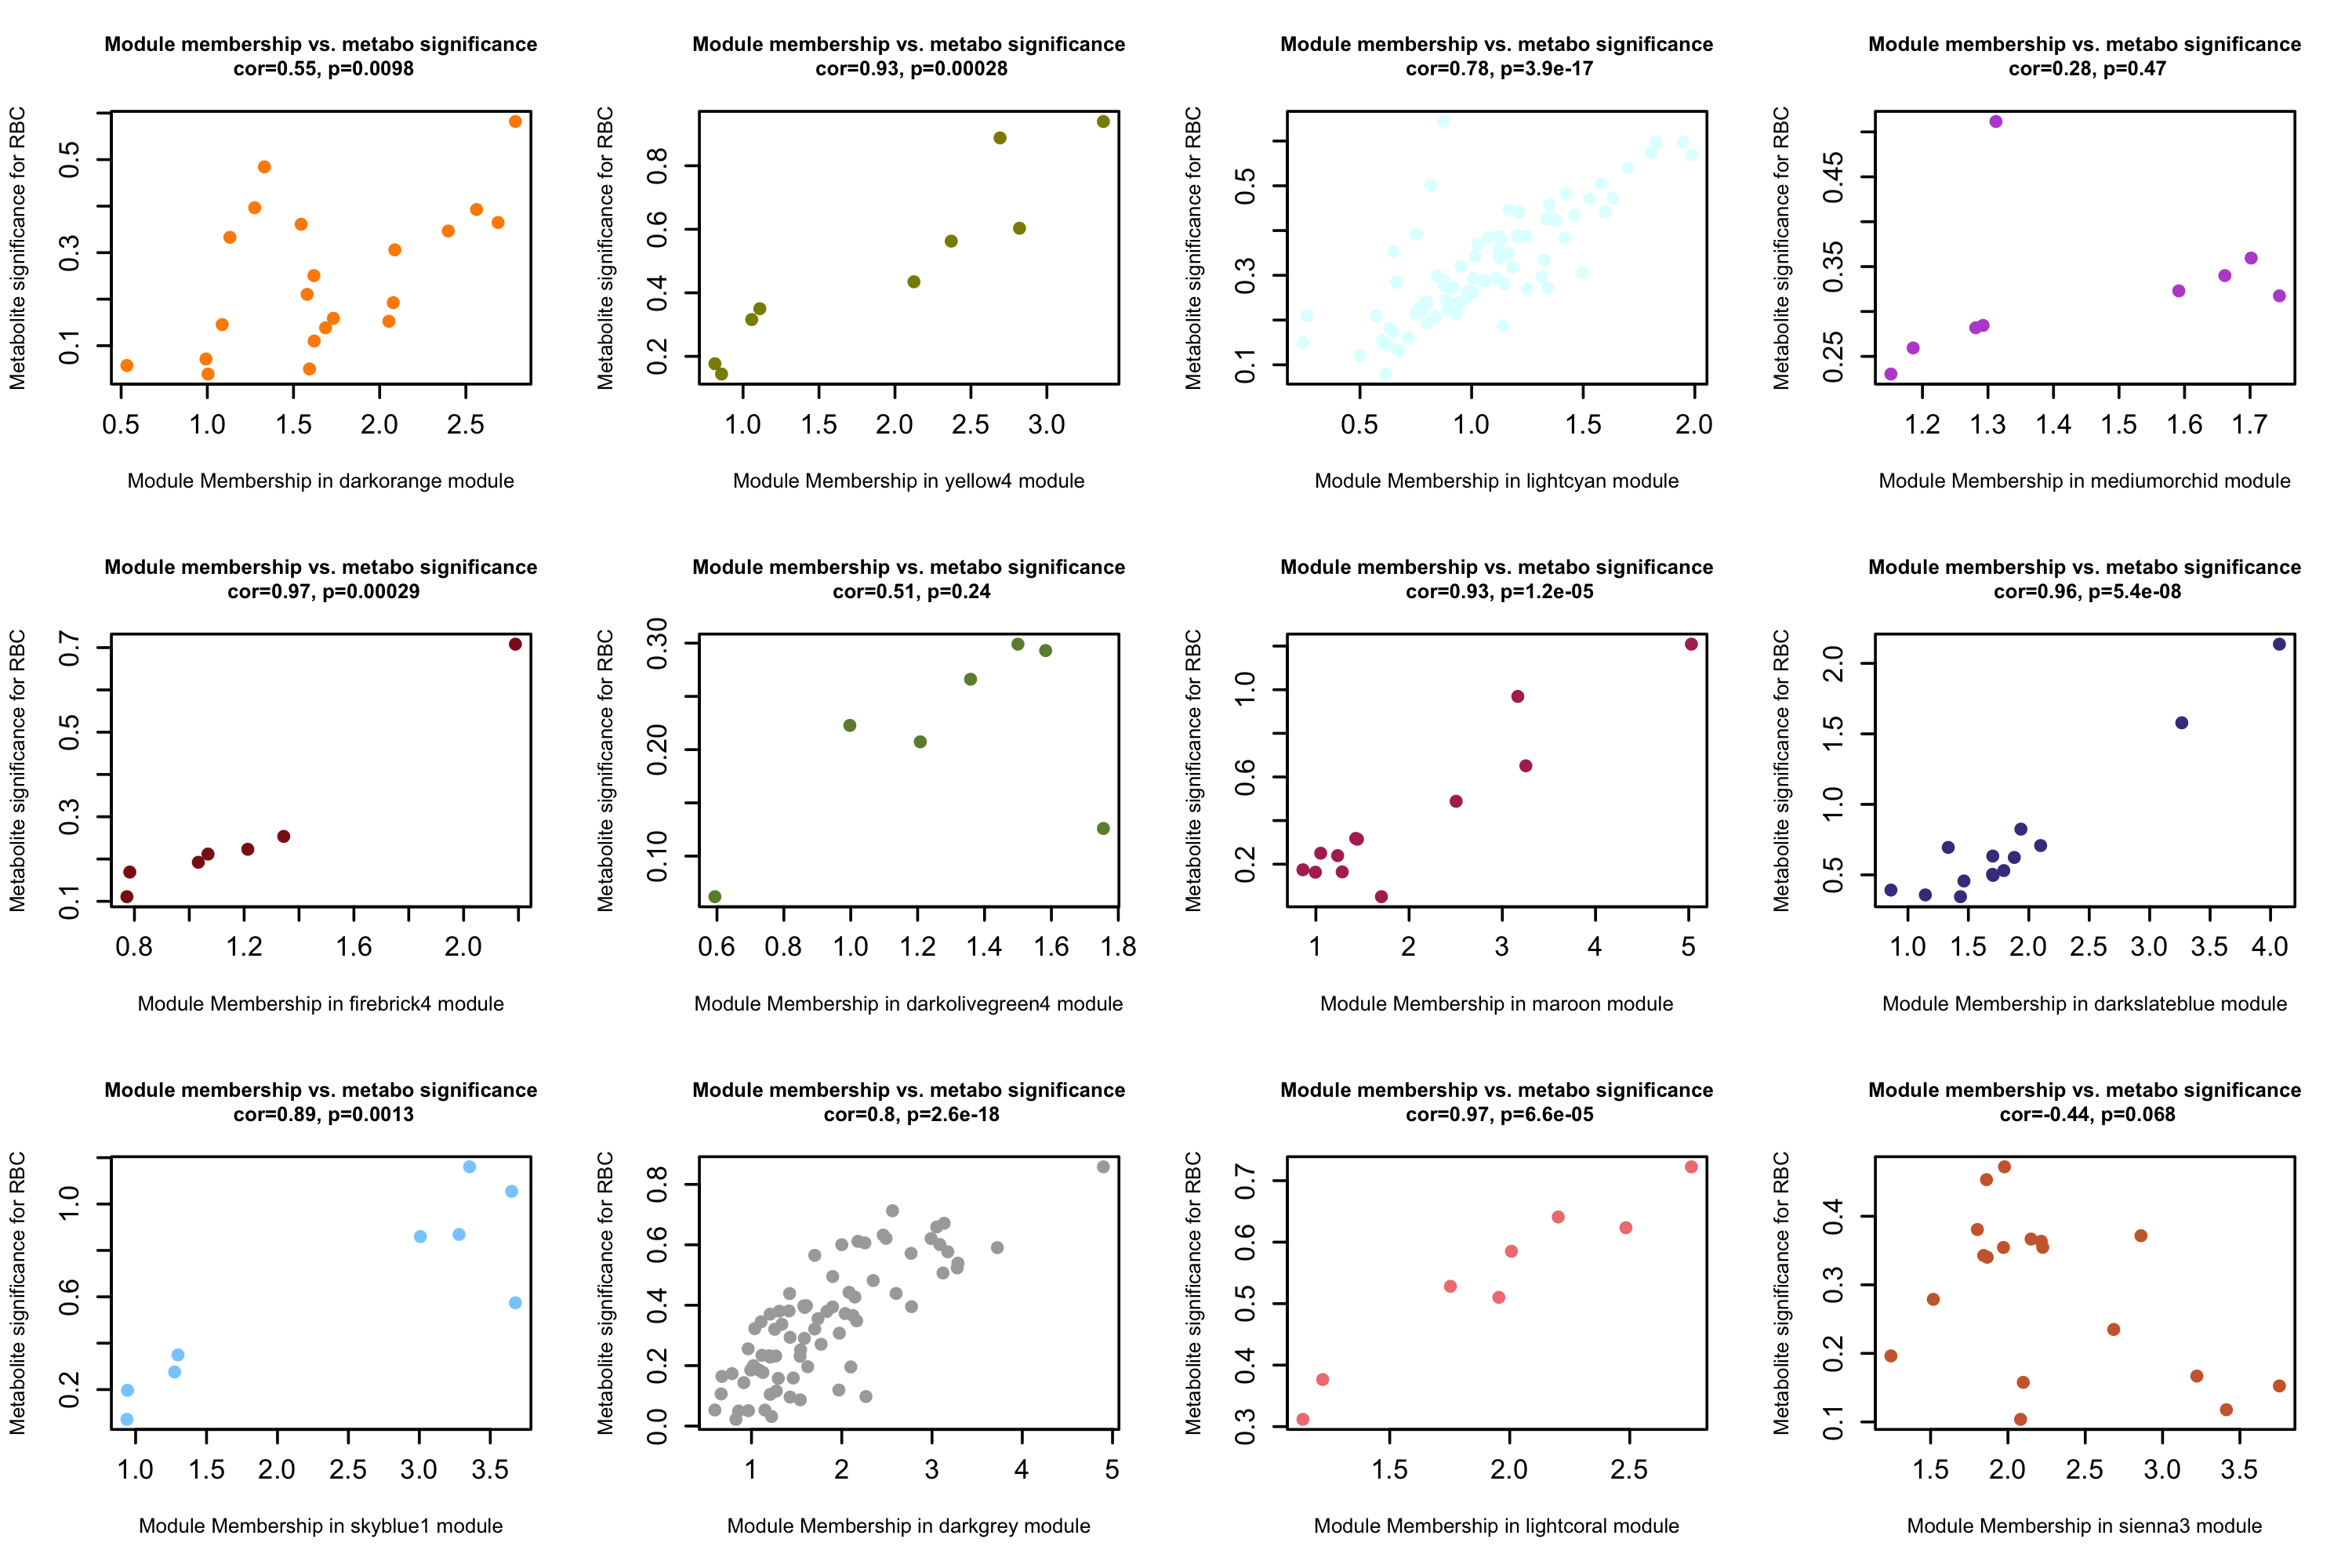 Module membership vs. metabo significance
cor=0.55, p=0.0098
Metabolite significance for RBC
0.1 0.3 0.5
0.5 1.0 1.5 2.0 2.5
Module Membership in darkorange module
Module membership vs. metabo significance
cor=0.93, p=0.00028
Metabolite significance for RBC
0.2 0.4 0.6 0.8
1.0 1.5 2.0 2.5 3.0
Module Membership in yellow4 module
Module membership vs. metabo significance
cor=0.78, p=3.9e-17
Metabolite significance for RBC
0.1 0.3 0.5
0.5 1.0 1.5 2.0
Module Membership in lightcyan module
Module membership vs. metabo significance
cor=0.28, p=0.47
Metabolite significance for RBC
0.25 0.35 0.45
1.2 1.3 1.4 1.5 1.6 1.7
Module Membership in mediumorchid module
Module membership vs. metabo significance
cor=0.97, p=0.00029
Metabolite significance for RBC
0.1 0.3 0.5 0.7
0.8 1.2 1.6 2.0
Module Membership in firebrick4 module
Module membership vs. metabo significance
cor=0.51, p=0.24
Metabolite significance for RBC
0.10 0.20 0.30
0.6 0.8 1.0 1.2 1.4 1.6 1.8
Module Membership in darkolivegreen4 module
Module membership vs. metabo significance
cor=0.93, p=1.2e-05
Metabolite significance for RBC
0.2 0.6 1.0
1 2 3 4 5
Module Membership in maroon module
Module membership vs. metabo significance
cor=0.96, p=5.4e-08
Metabolite significance for RBC
0.5 1.0 1.5 2.0
1.0 1.5 2.0 2.5 3.0 3.5 4.0
Module Membership in darkslateblue module
Module membership vs. metabo significance
cor=0.89, p=0.0013
Metabolite significance for RBC
0.2 0.6 1.0
1.0 1.5 2.0 2.5 3.0 3.5
Module Membership in skyblue1 module
Module membership vs. metabo significance
cor=0.8, p=2.6e-18
Metabolite significance for RBC
0.0 0.2 0.4 0.6 0.8
1 2 3 4 5
Module Membership in darkgrey module
Module membership vs. metabo significance
cor=0.97, p=6.6e-05
Metabolite significance for RBC
0.3 0.4 0.5 0.6 0.7
1.5 2.0 2.5
Module Membership in lightcoral module
Module membership vs. metabo significance
cor=-0.44, p=0.068
Metabolite significance for RBC
0.1 0.2 0.3 0.4
1.5 2.0 2.5 3.0 3.5
Module Membership in sienna3 module